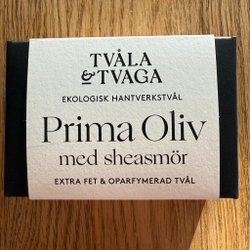 TVÅLA
& TVAGA
EKOLOGISK HANTVERKSTVÅL
Prima Oliv
med sheasmör
EXTRA FET & OPARFYMERAD TVÅL